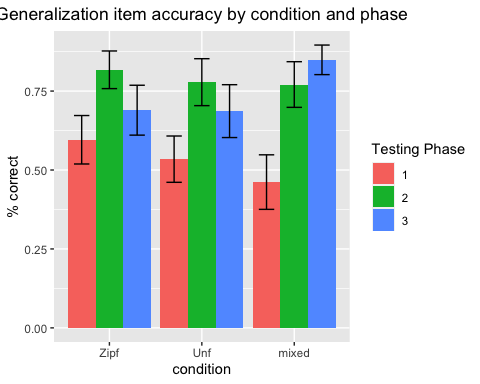 Generalization item accuracy by condition and phase
% correct
0.75
0.50
0.25
0.00
Zipf
Unf
mixed
condition
Testing Phase
1
2
3